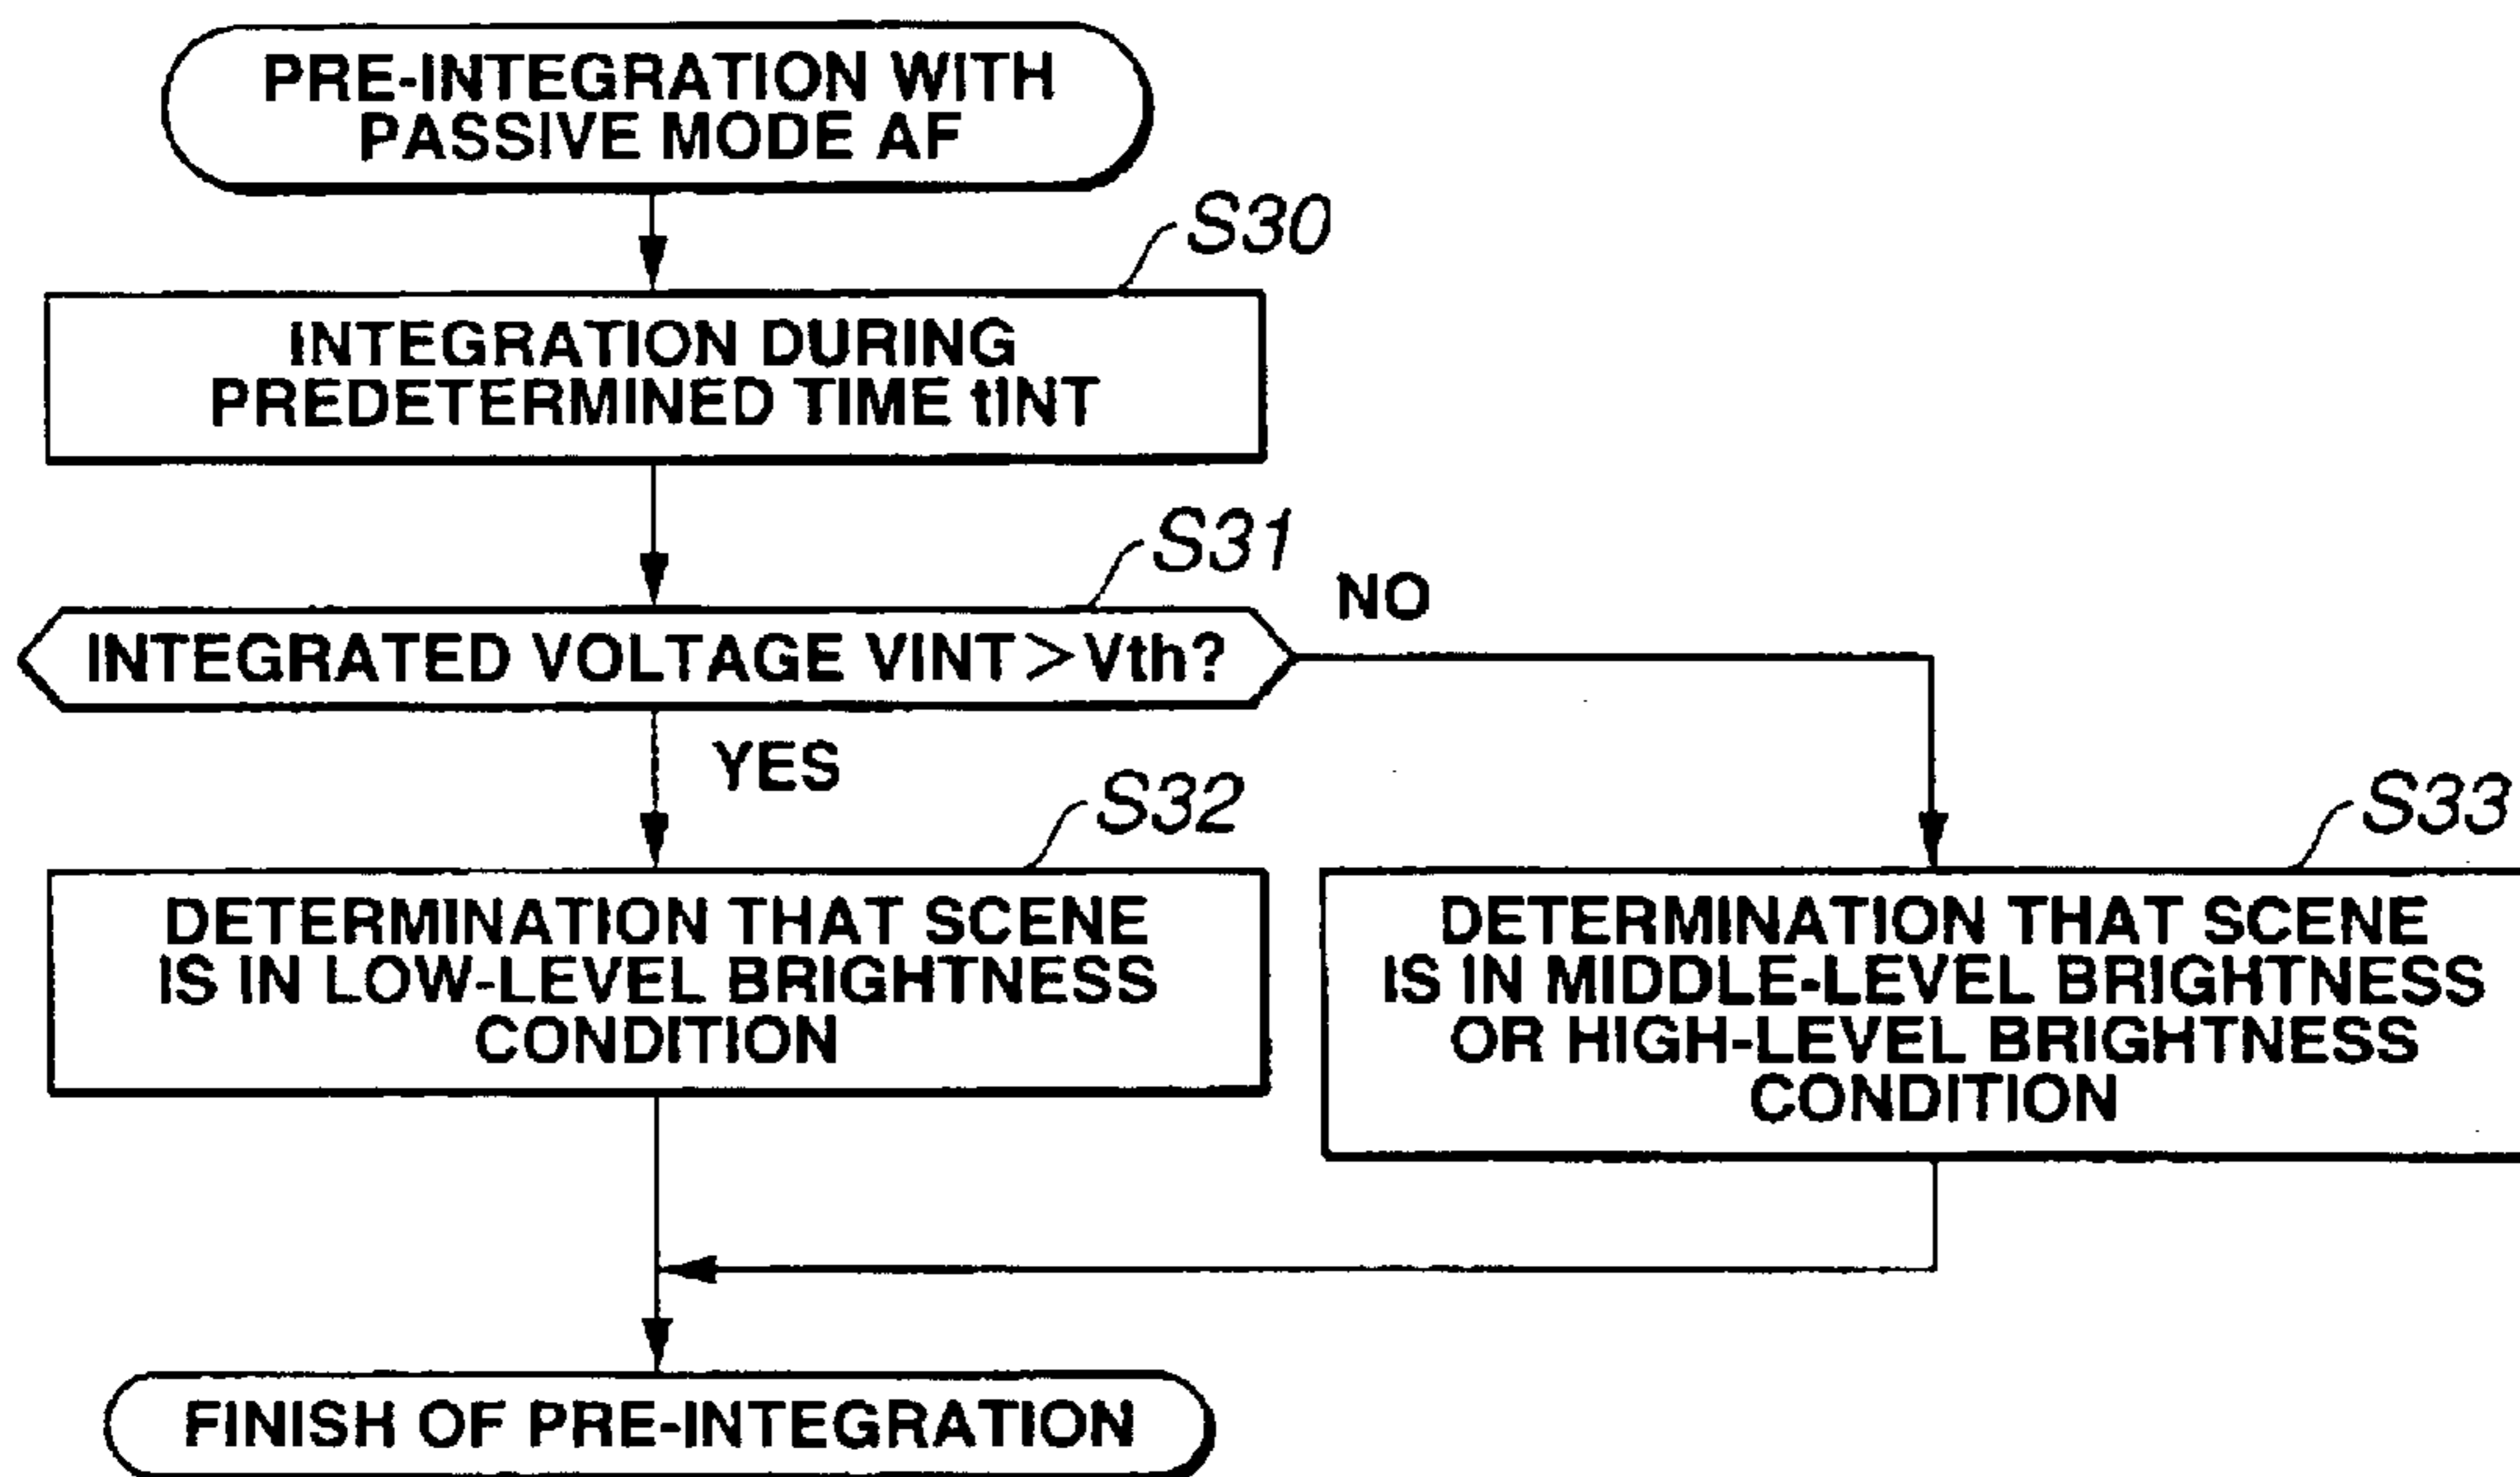 PRE-INTEGRATION WITH
PASSIVE MODE AF
S30
INTEGRATION DURING
PREDETERMINED TIME tINT
S31
INTEGRATED VOLTAGE VINT>Vth?
NO
YES
S32
DETERMINATION THAT SCENE
IS IN LOW-LEVEL BRIGHTNESS
CONDITION
S33
DETERMINATION THAT SCENE
IS IN MIDDLE-LEVEL BRIGHTNESS
OR HIGH-LEVEL BRIGHTNESS
CONDITION
FINISH OF PRE-INTEGRATION